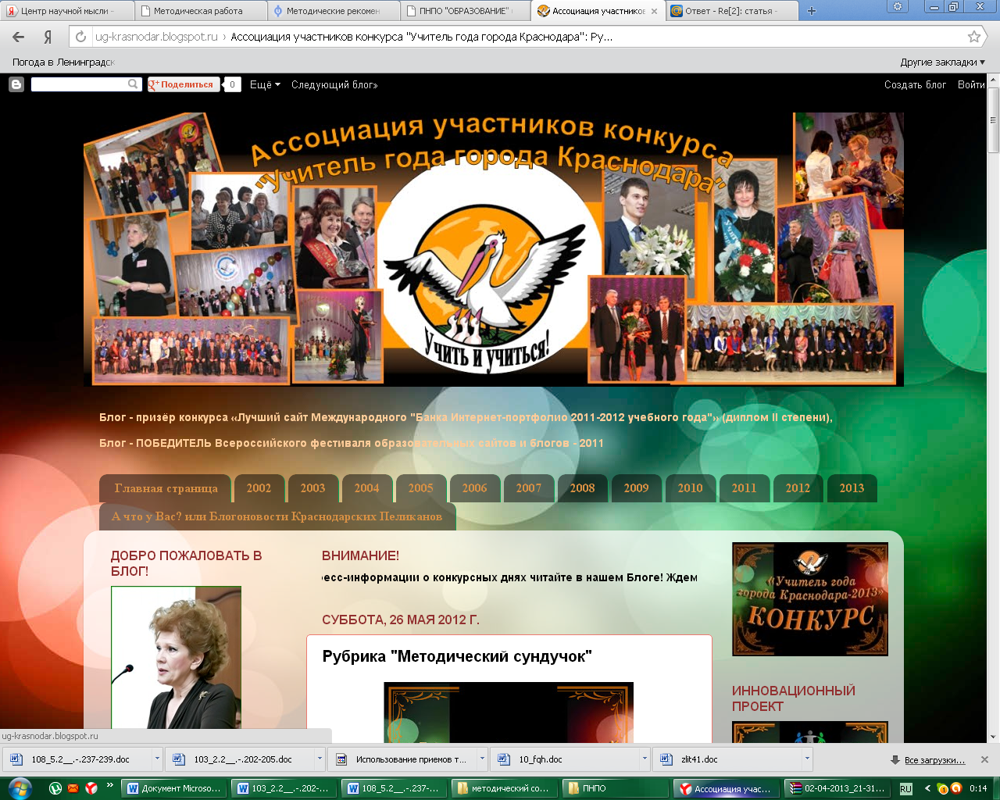 Центр научной мысли -
Методическая работа
Методические рекомен
ПНПО "ОБРАЗОВАНИЕ"
Ассоциация участников
Ответ - Re[2]: статья -
ug-krasnodar.blogspot.ru › Ассоциация участников конкурса "Учитель года города Краснодара": Ру...
Погода в Ленинградск
Другие закладки
Поделиться
0
Ещё
Следующий блог»
Создать блог
Войти
Ассоциация участников конкурса
"Учитель года города Краснодара"
Учить и учиться!
Блог - призёр конкурса «Лучший сайт Международного "Банка Интернет-портфолио 2011-2012 учебного года"» (диплом II степени),
Блог - ПОБЕДИТЕЛЬ Всероссийского фестиваля образовательных сайтов и блогов - 2011
Главная страница 2002 2003 2004 2005 2006 2007 2008 2009 2010 2011 2012 2013
А что у Вас? или Блогоновости Краснодарских Пеликанов
ДОБРО ПОЖАЛОВАТЬ В
БЛОГ!
ВНИМАНИЕ!
ресс-информации о конкурсных днях читайте в нашем Блоге! Ждем
СУББОТА, 26 МАЯ 2012 Г.
Рубрика "Методический сундучок"
«Учитель года
города Краснодара-2013»
КОНКУРС
ИННОВАЦИОННЫЙ
ПРОЕКТ
ug-krasnodar.blogspot.ru
108_5.2__.-.237-239.doc
103_2.2__.-.202-205.doc
Использование приемов т...
10_fqh.doc
zlit41.doc
Все загрузки...
Документ Microso...
103_2.2__.-.202-...
108_5.2__.-.237-...
методический со...
ПНПО
Ассоциация учас...
02-04-2013_21-31...
RU
0:14